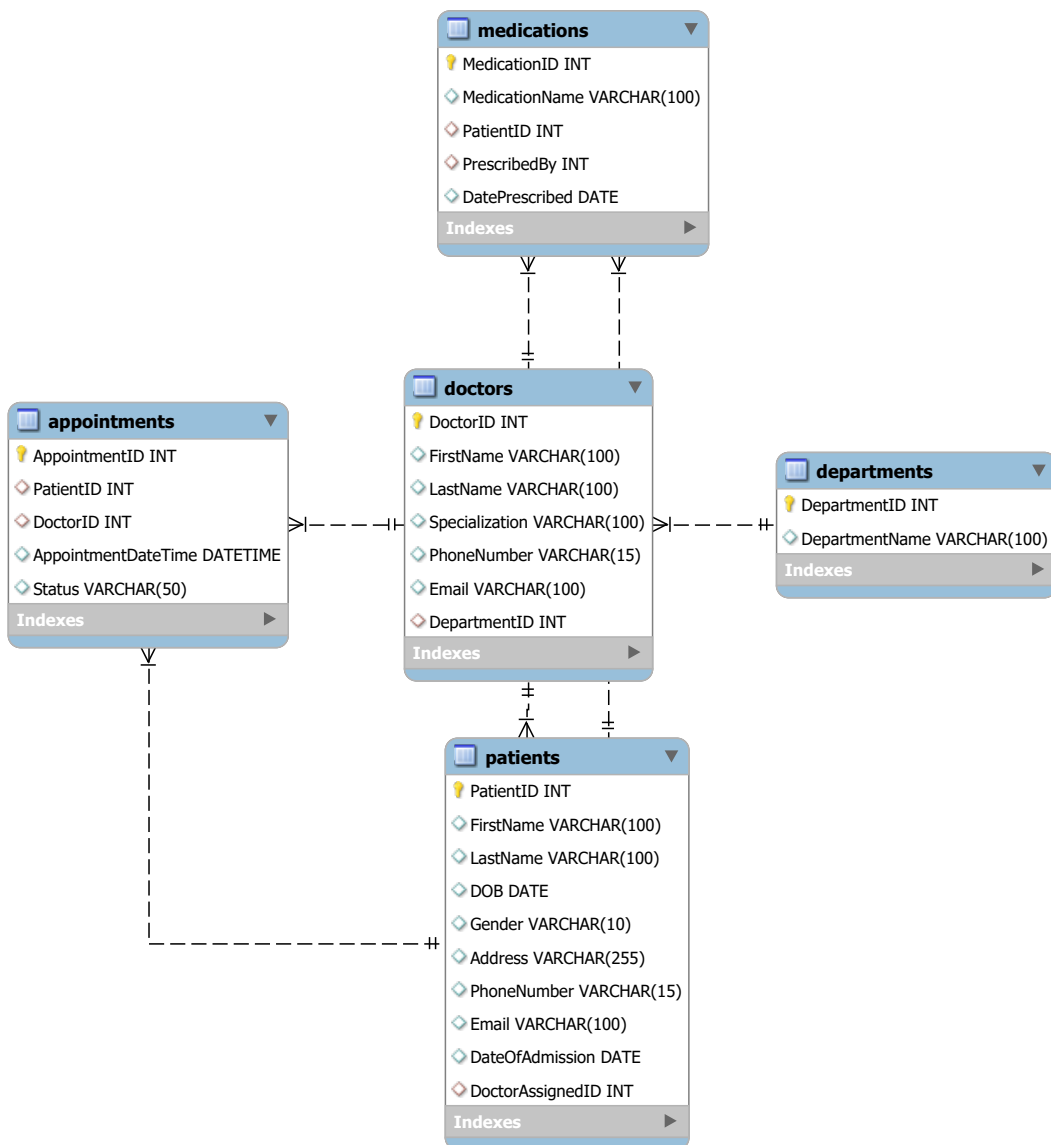 medications
MedicationID INT
MedicationName VARCHAR(100)
PatientID INT
PrescribedBy INT
DatePrescribed DATE
Indexes
doctors
DoctorID INT
FirstName VARCHAR(100)
LastName VARCHAR(100)
Specialization VARCHAR(100)
PhoneNumber VARCHAR(15)
Email VARCHAR(100)
DepartmentID INT
Indexes
appointments
AppointmentID INT
PatientID INT
DoctorID INT
AppointmentDateTime DATETIME
Status VARCHAR(50)
Indexes
departments
DepartmentID INT
DepartmentName VARCHAR(100)
Indexes
patients
PatientID INT
FirstName VARCHAR(100)
LastName VARCHAR(100)
DOB DATE
Gender VARCHAR(10)
Address VARCHAR(255)
PhoneNumber VARCHAR(15)
Email VARCHAR(100)
DateOfAdmission DATE
DoctorAssignedID INT
Indexes